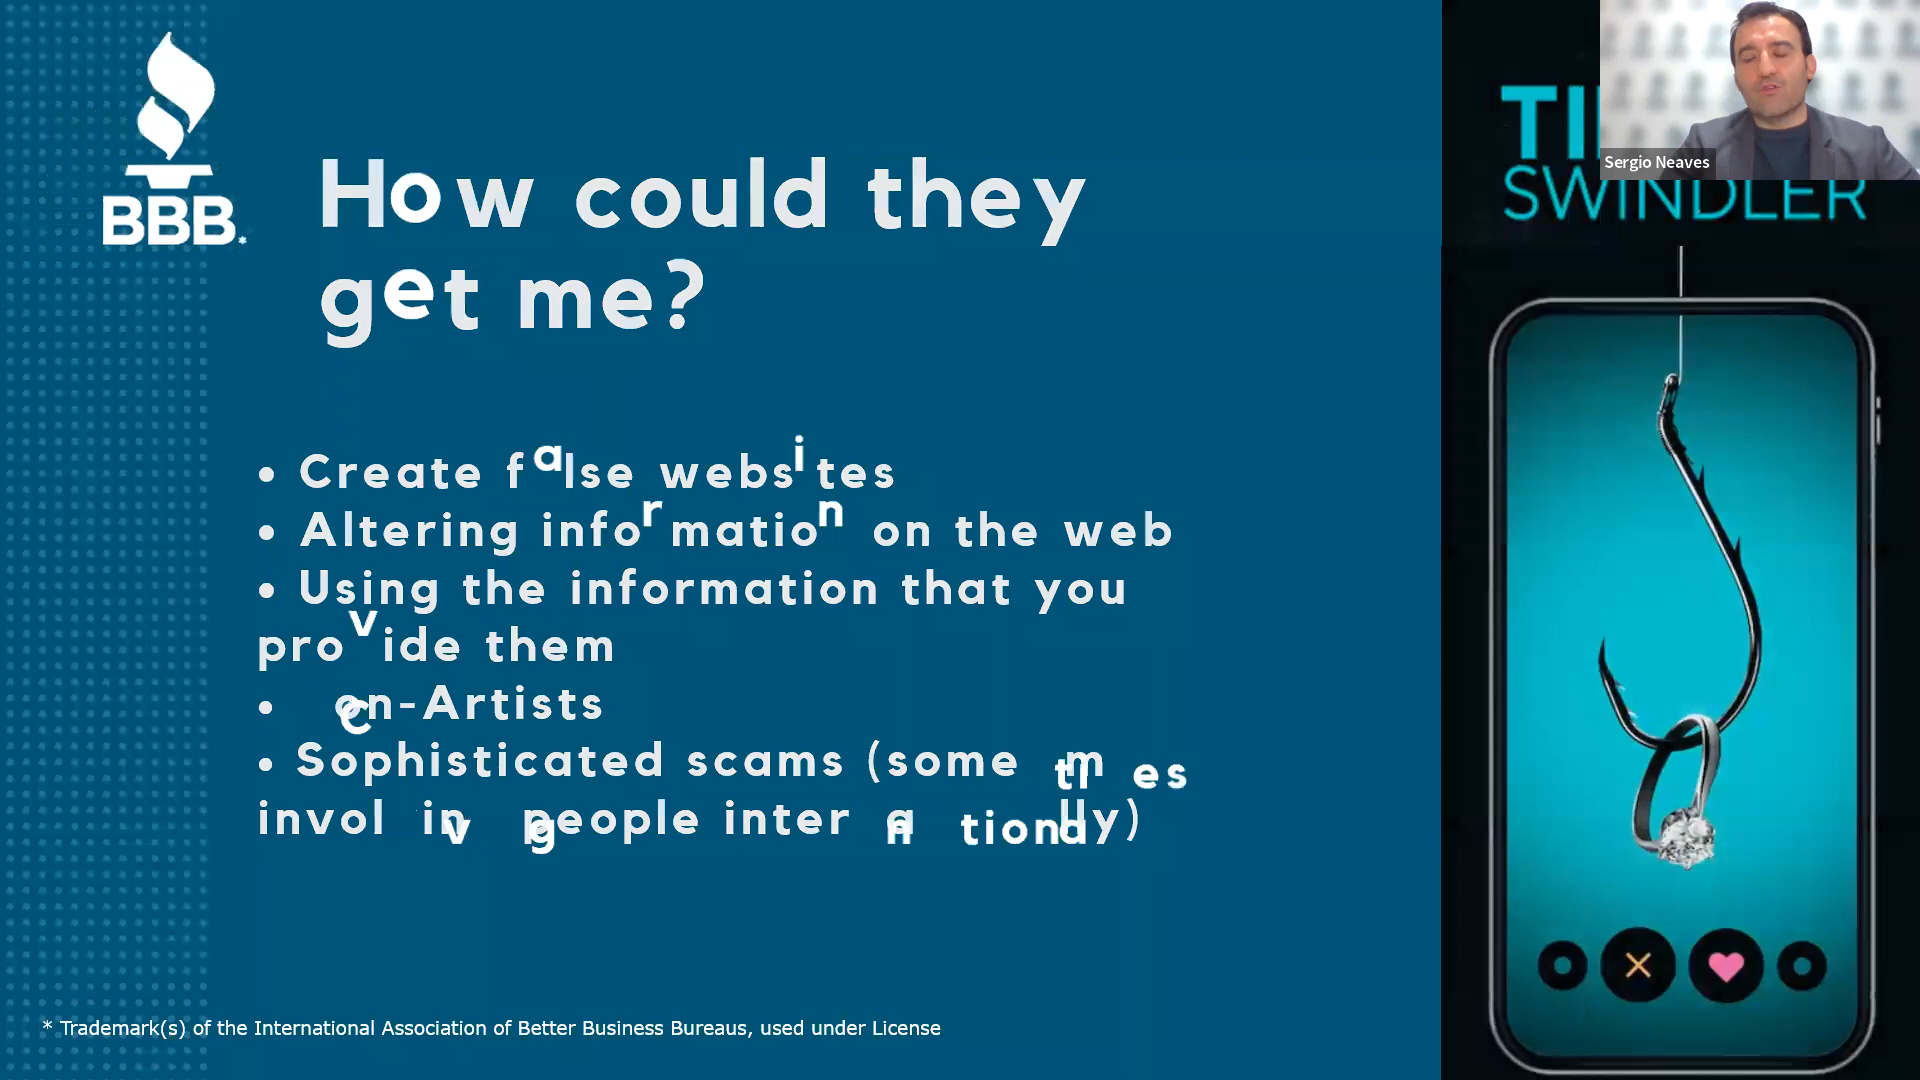 BBB.
How could they
get me?
• Create false websites
• Altering information on the web
• Using the information that you
provide them
• Con-Artists
• Sophisticated scams (sometimes
involving people internationally)
* Trademark(s) of the International Association of Better Business Bureaus, used under License
TI
SWINDLER
Sergio Neaves